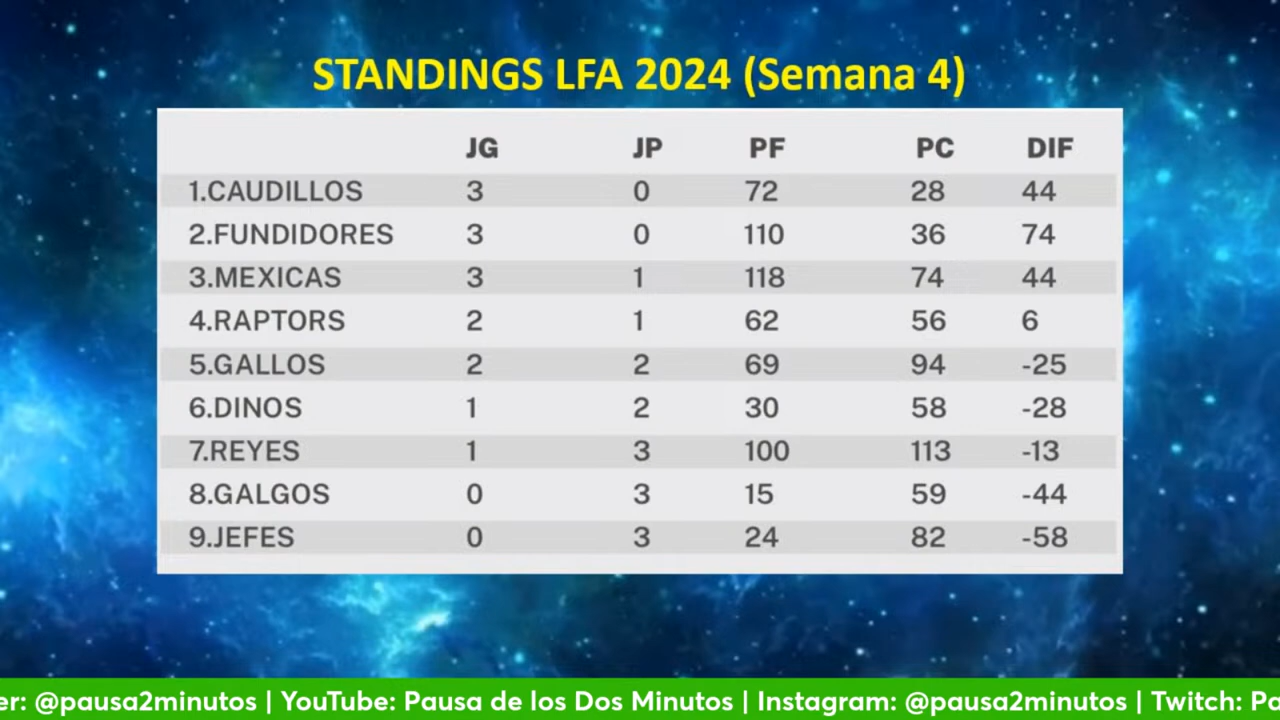 STANDINGS LFA 2024 (Semana 4)
JG JP PF PC DIF
1.CAUDILLOS 3 0 72 28 44
2.FUNDIDORES 3 0 110 36 74
3.MEXICAS 3 1 118 74 44
4.RAPTORS 2 1 62 56 6
5.GALLOS 2 2 69 94 -25
6.DINOS 1 2 30 58 -28
7.REYES 1 3 100 113 -13
8.GALGOS 0 3 15 59 -44
9.JEFES 0 3 24 82 -58
er: @pausa2minutos | YouTube: Pausa de los Dos Minutos | Instagram: @pausa2minutos | Twitch: Pa